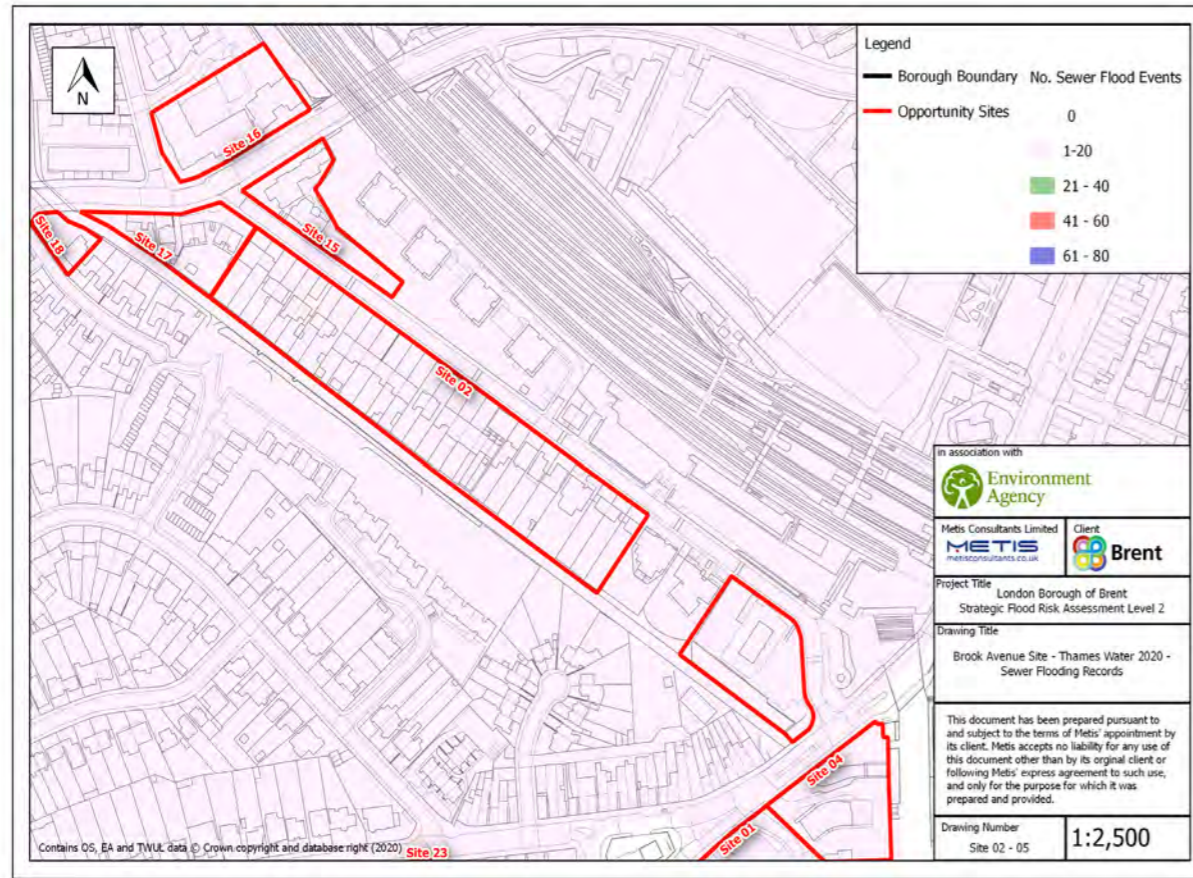 N
Site 16
Site 15
Site 18
Site 17
Site 02
Site 04
Site 01
Site 23
Contains OS, EA and TWUL data © Crown copyright and database right (2020)
Legend
Borough Boundary
Opportunity Sites
No. Sewer Flood Events
0
1-20
21 - 40
41 - 60
61 - 80
in association with
Environment
Agency
Metis Consultants Limited
METIS
metisconsultants.co.uk
Client
Brent
Project Title
London Borough of Brent
Strategic Flood Risk Assessment Level 2
Drawing Title
Brook Avenue Site - Thames Water 2020 -
Sewer Flooding Records
This document has been prepared pursuant to
and subject to the terms of Metis' appointment by
its client. Metis accepts no liability for any use of
this document other than by its orginal client or
following Metis' express agreement to such use,
and only for the purpose for which it was
prepared and provided.
Drawing Number
Site 02 - 05
1:2,500